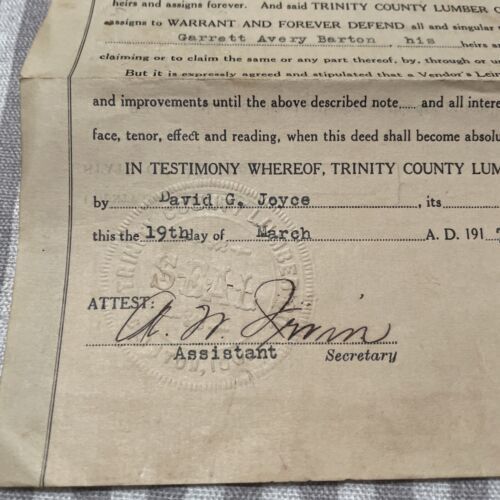 heirs and assigns forever. And said TRINITY COUNTY LUMBER
assigns to WARRANT AND FOREVER DEFEND all and singular
Garrett Avery Barton, his heirs
claiming or to claim the same or any part thereof, by, through or
But it is expressly agreed and stipulated that a Vendor's Lein
and improvements until the above described note...... and all
face, tenor, effect and reading, when this deed shall become
IN TESTIMONY WHEREOF, TRINITY COUNTY
by David G. Joyce, its
this the 19th day of March A. D. 191
SEAL
ATTEST:
A. W. Irwin
Assistant Secretary